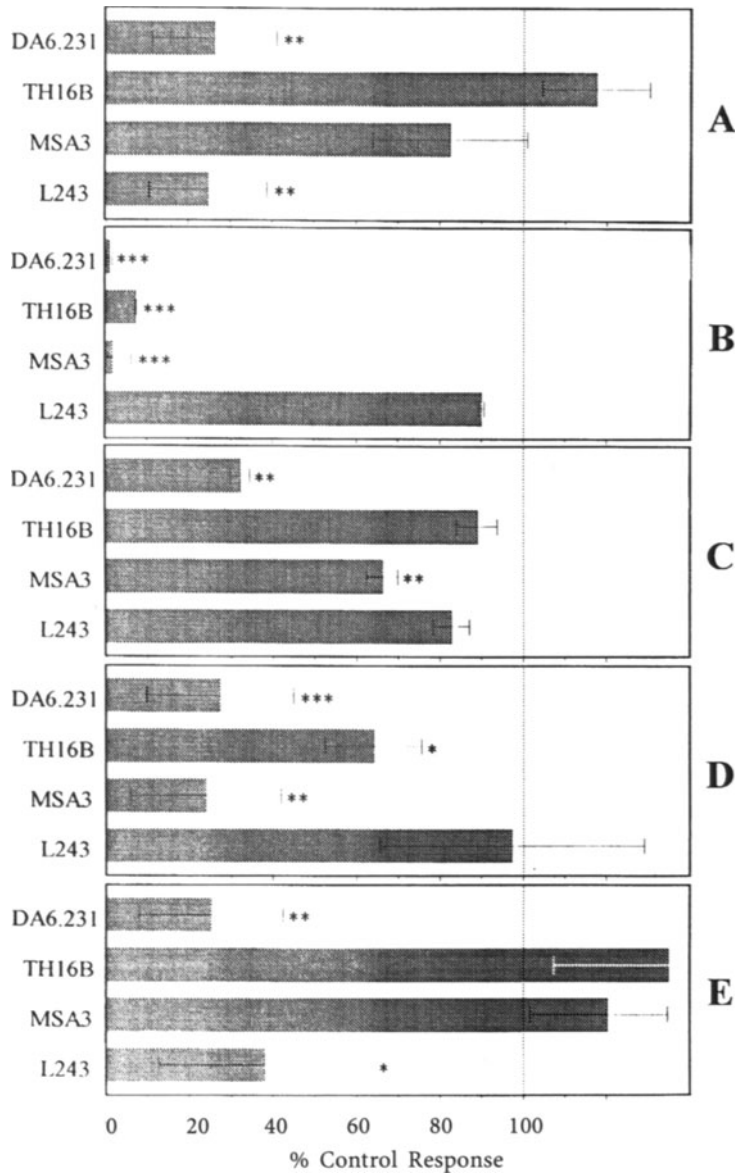 DA6.231 **
TH16B
MSA3
L243 **
A
DA6.231 ***
TH16B ***
MSA3 ***
L243
B
DA6.231 **
TH16B
MSA3 **
L243
C
DA6.231 ***
TH16B *
MSA3 **
L243
D
DA6.231 **
TH16B
MSA3
L243 *
E
0 20 40 60 80 100
% Control Response